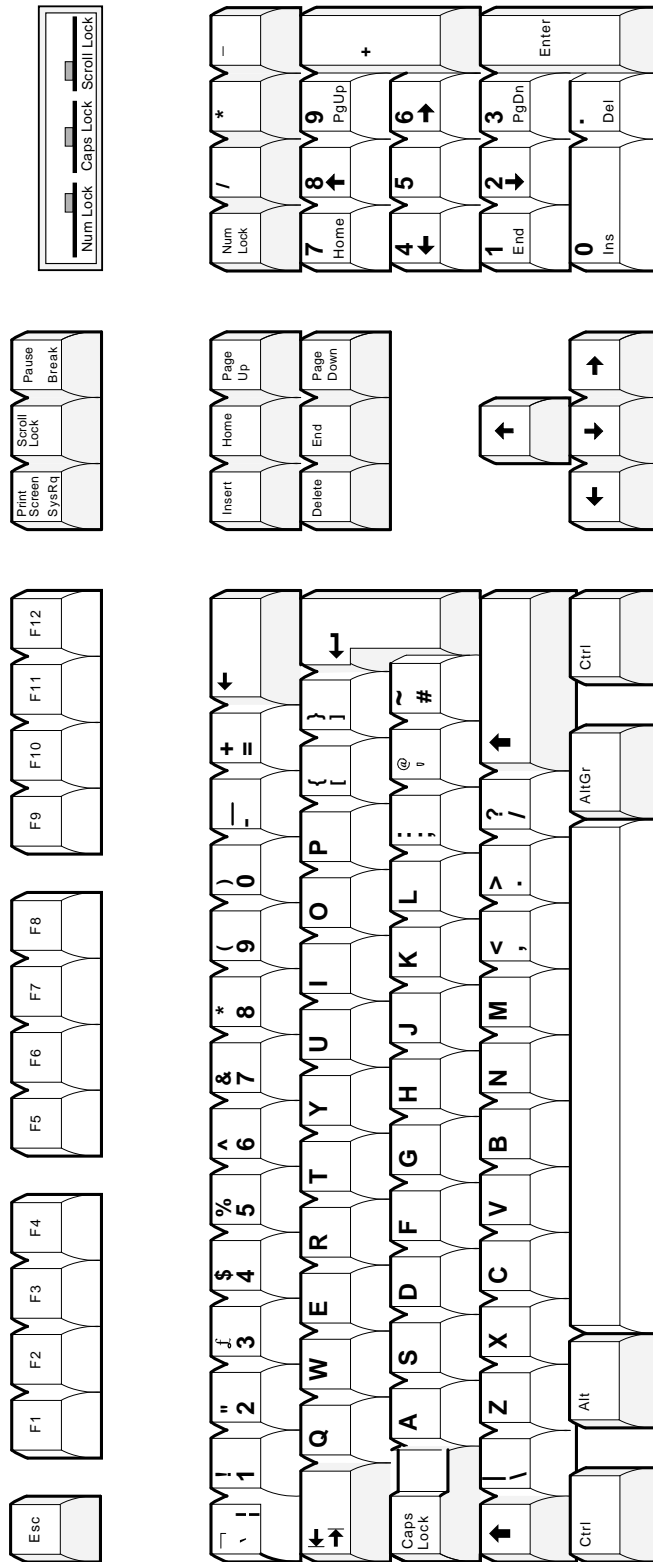 Esc F1 F2 F3 F4 F5 F6 F7 F8 F9 F10 F11 F12
Print
Screen
SysRq
Scroll
Lock
Pause
Break
Num Lock Caps Lock Scroll Lock
¬ ! " £ $ % ^ & * ( ) _ + ←
` ¦ 1 2 3 4 5 6 7 8 9 0 - =
Insert Home Page
Up
Num
Lock
/ * −
⇤ Q W E R T Y U I O P { } ↵
⇥ [ ]
Delete End Page
Down
7 8 9 +
Home ↑ PgUp
Caps
Lock
A S D F G H J K L : @ ~
; ' #
4 5 6
← →
↑ | Z X C V B N M < > ? ↑
\ , . /
↑
1 2 3 Enter
End ↓ PgDn
Ctrl Alt AltGr Ctrl
← ↓ →
0 .
Ins Del